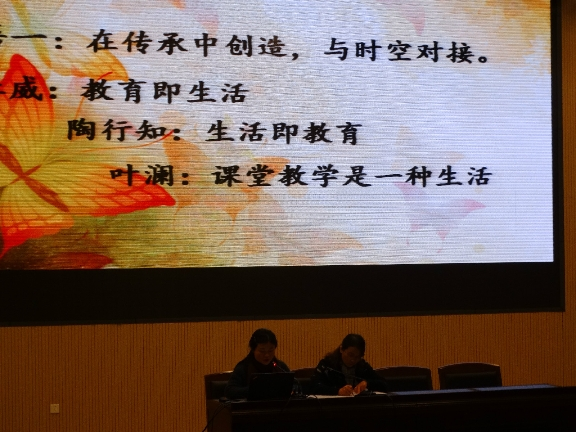 一：在传承中创造，与时空对接。
威：教育即生活
陶行知：生活即教育
叶澜：课堂教学是一种生活